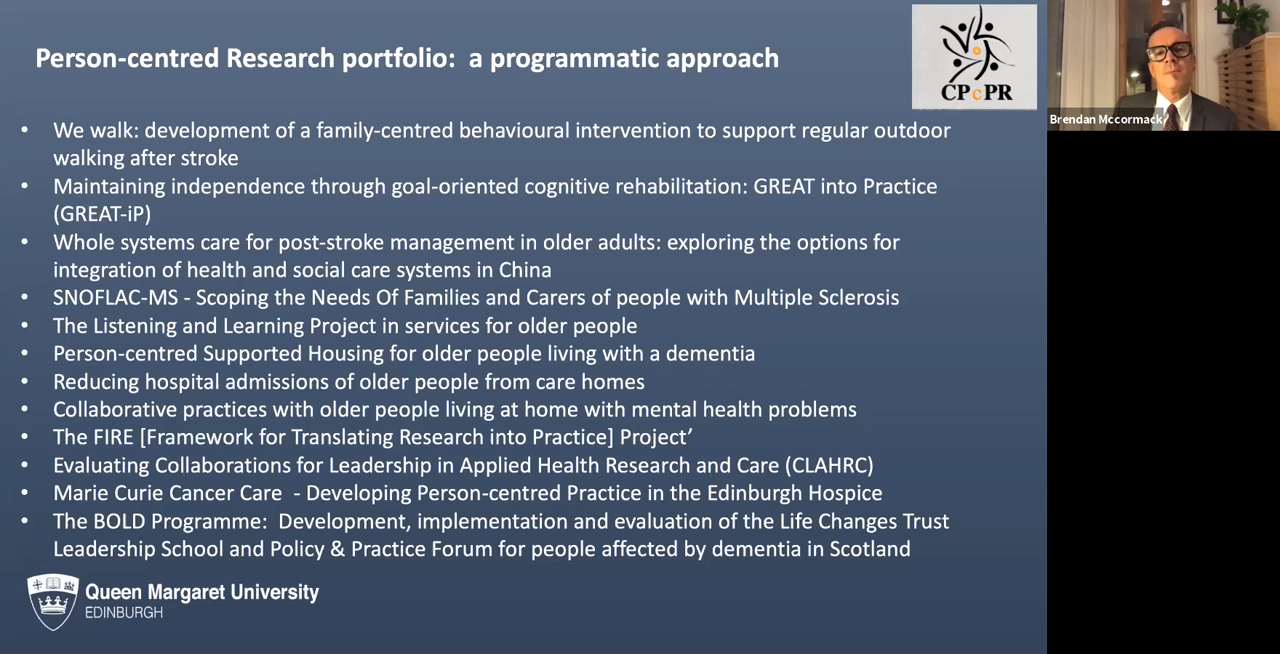 Person-centred Research portfolio:  a programmatic approach
CPcPR
Brendan Mccormack
• We walk: development of a family-centred behavioural intervention to support regular outdoor
walking after stroke
• Maintaining independence through goal-oriented cognitive rehabilitation: GREAT into Practice
(GREAT-iP)
• Whole systems care for post-stroke management in older adults: exploring the options for
integration of health and social care systems in China
• SNOFLAC-MS - Scoping the Needs Of Families and Carers of people with Multiple Sclerosis
• The Listening and Learning Project in services for older people
• Person-centred Supported Housing for older people living with a dementia
• Reducing hospital admissions of older people from care homes
• Collaborative practices with older people living at home with mental health problems
• The FIRE [Framework for Translating Research into Practice] Project’
• Evaluating Collaborations for Leadership in Applied Health Research and Care (CLAHRC)
• Marie Curie Cancer Care  - Developing Person-centred Practice in the Edinburgh Hospice
• The BOLD Programme:  Development, implementation and evaluation of the Life Changes Trust
Leadership School and Policy & Practice Forum for people affected by dementia in Scotland
Queen Margaret University
EDINBURGH